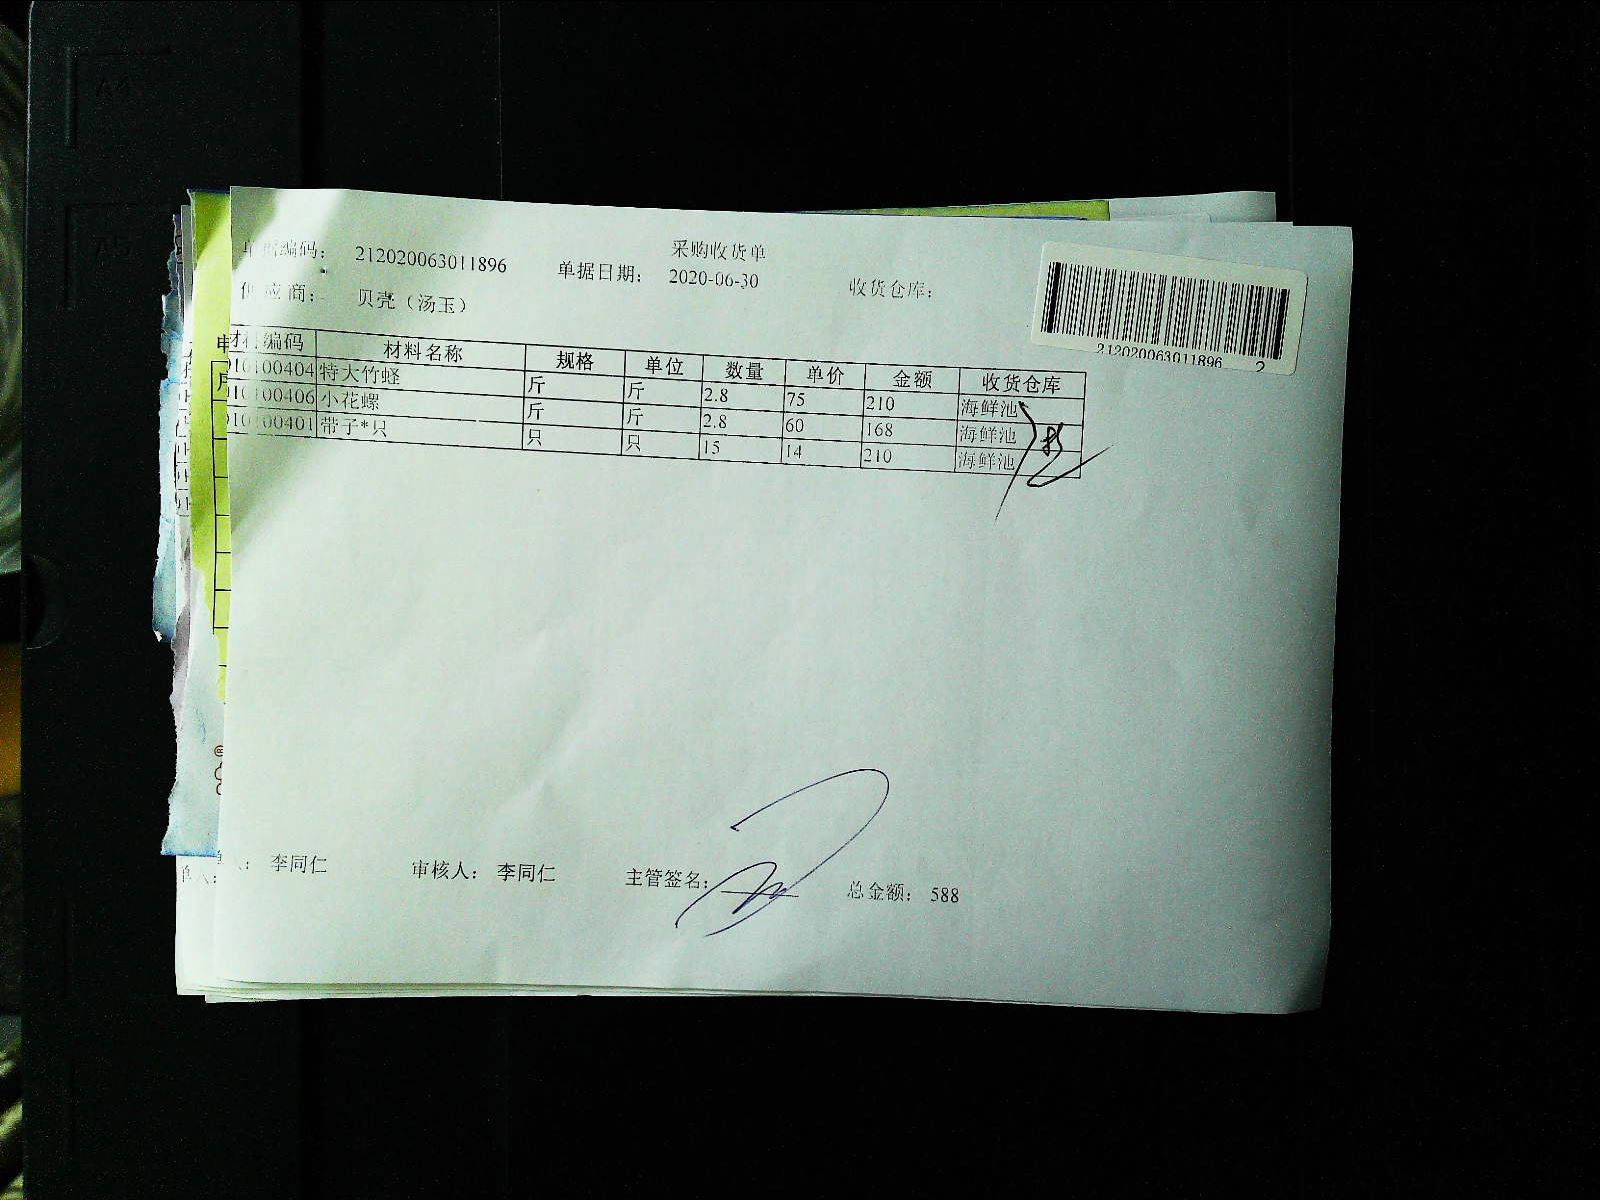 采购收货单
单据编码： 212020063011896 单据日期： 2020-06-30 收货仓库：
供应商： 贝壳（汤玉）
212020063011896 2
材料编码 材料名称 规格 单位 数量 单价 金额 收货仓库
010100404 特大竹蛏 斤 斤 2.8 75 210 海鲜池
010100406 小花螺 斤 斤 2.8 60 168 海鲜池
010100401 带子*只 只 只 15 14 210 海鲜池
李同仁 审核人： 李同仁 主管签名： 总金额： 588